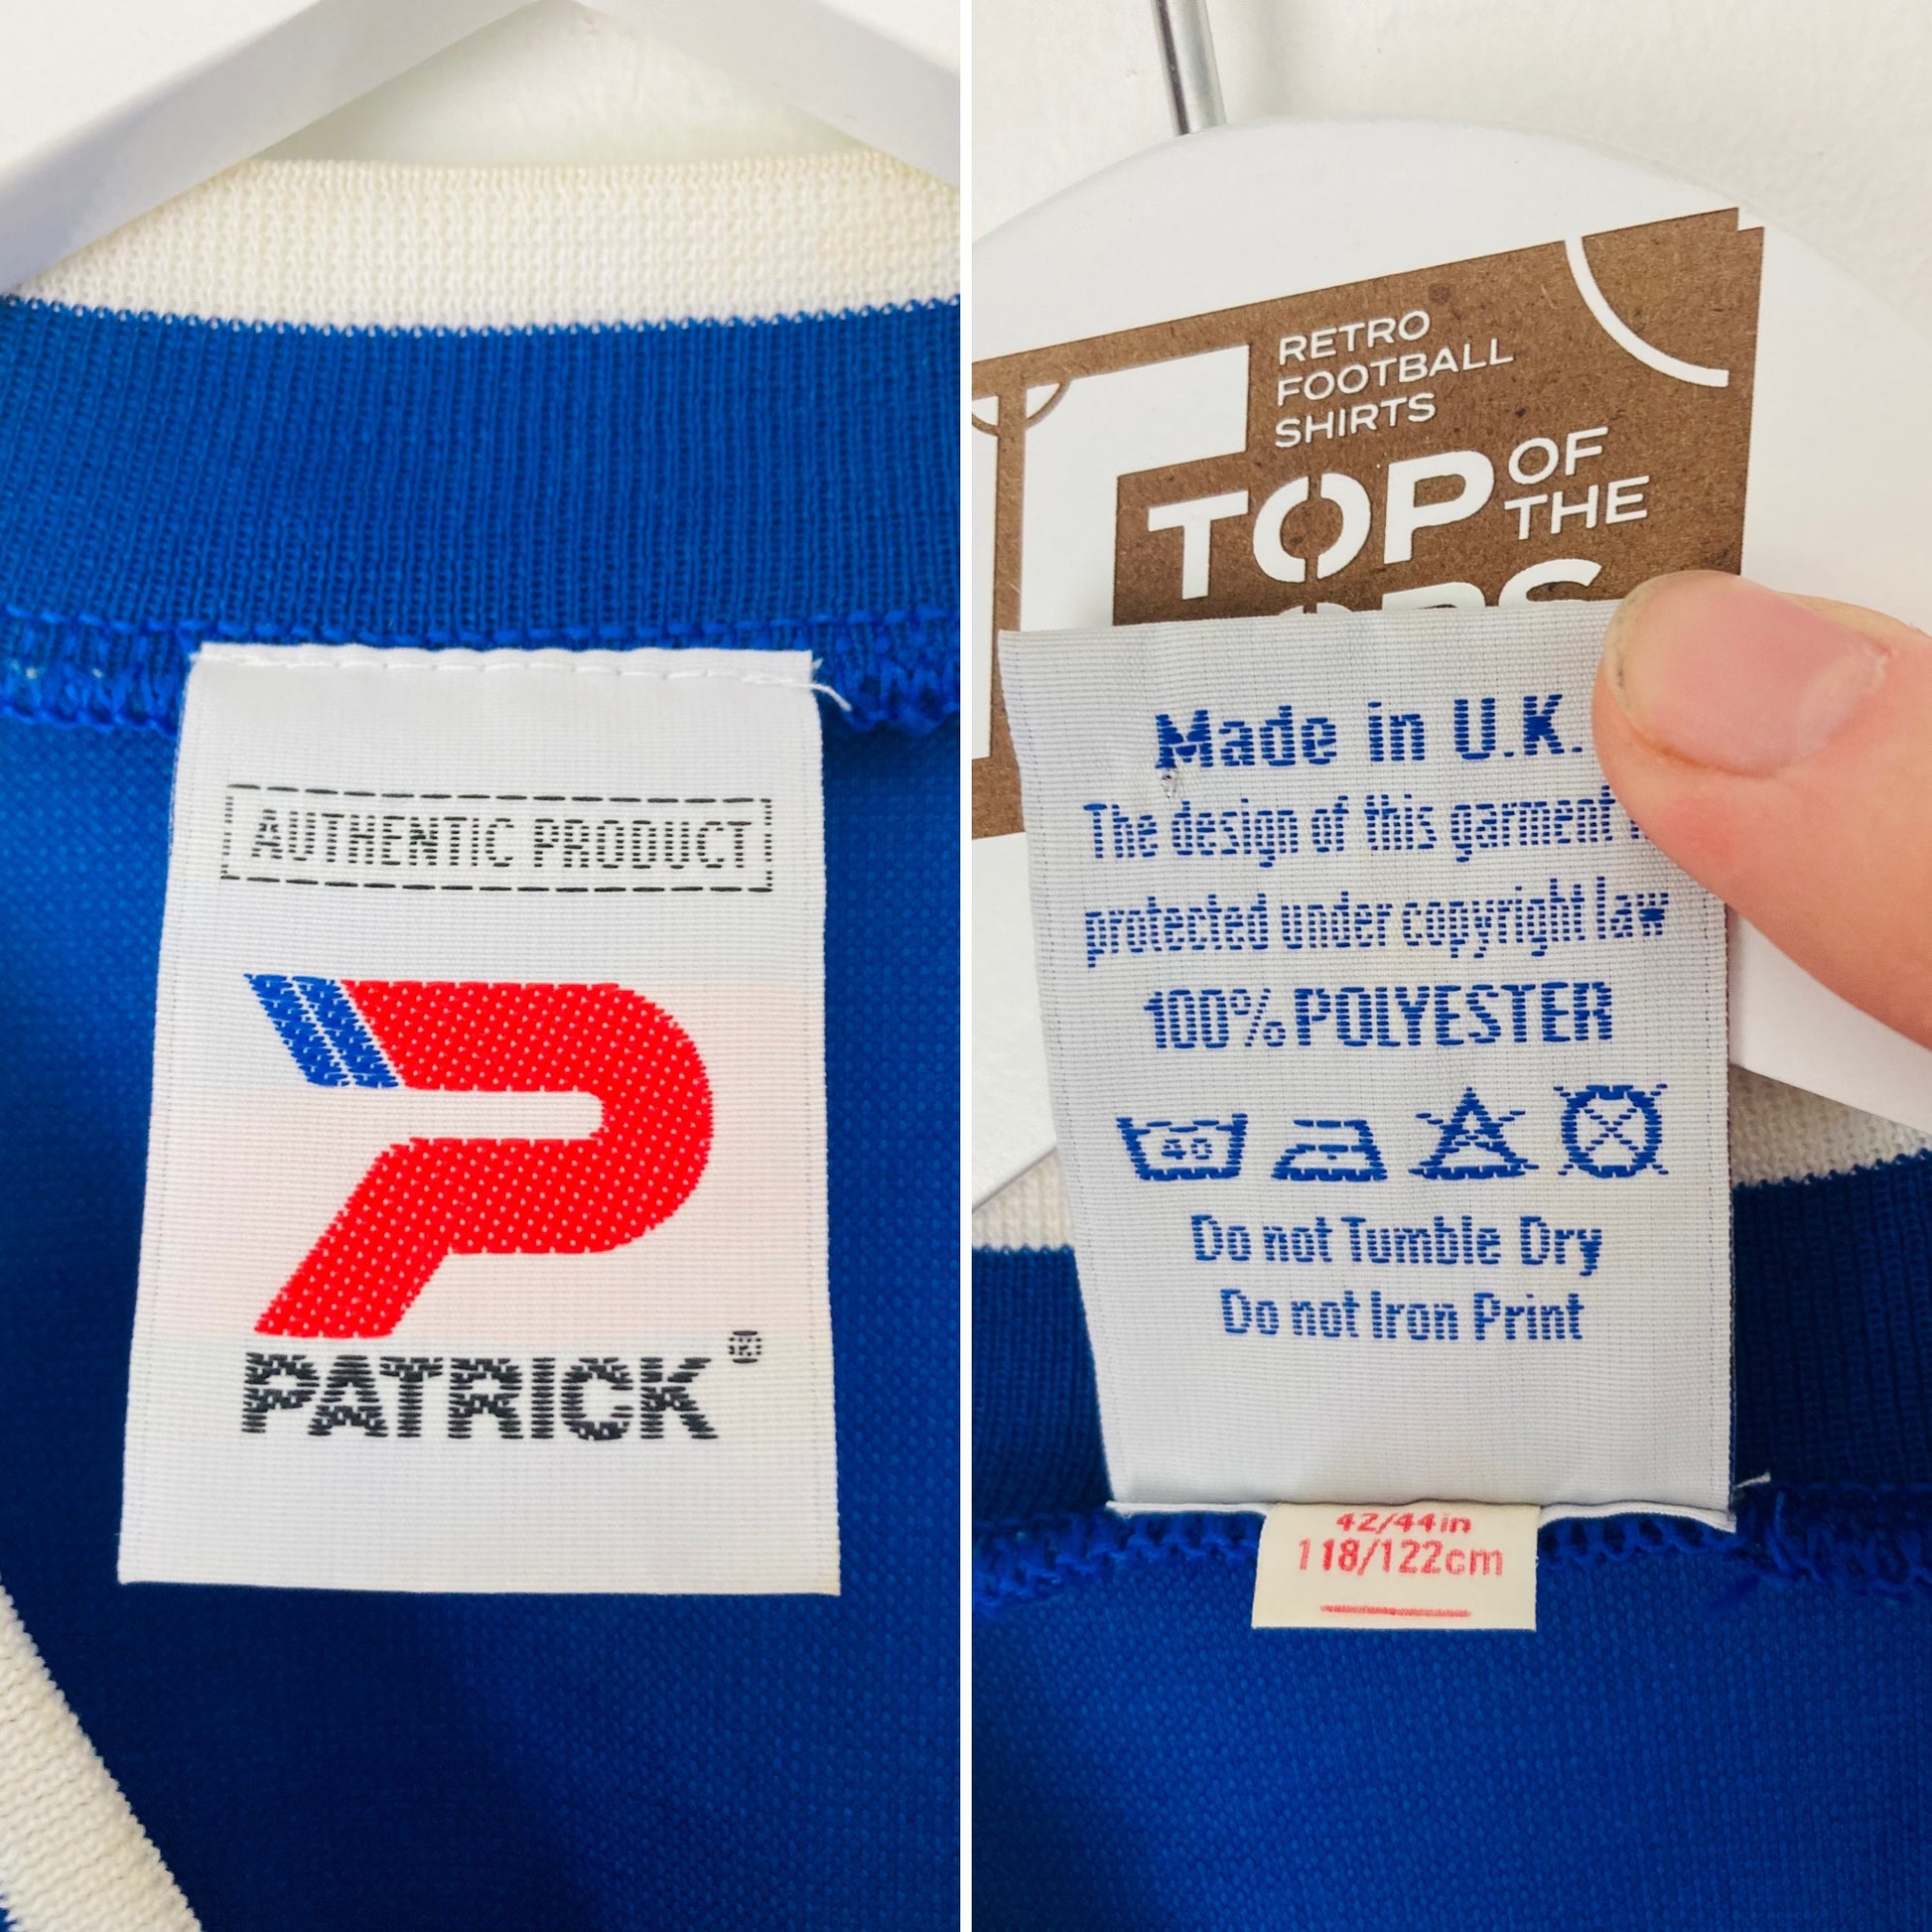 AUTHENTIC PRODUCT
PATRICK®
RETRO
FOOTBALL
SHIRTS
TOP OF
THE
Made in U.K.
The design of this garment
protected under copyright law
100% POLYESTER
40
Do not Tumble Dry
Do not Iron Print
42/44in
118/122cm